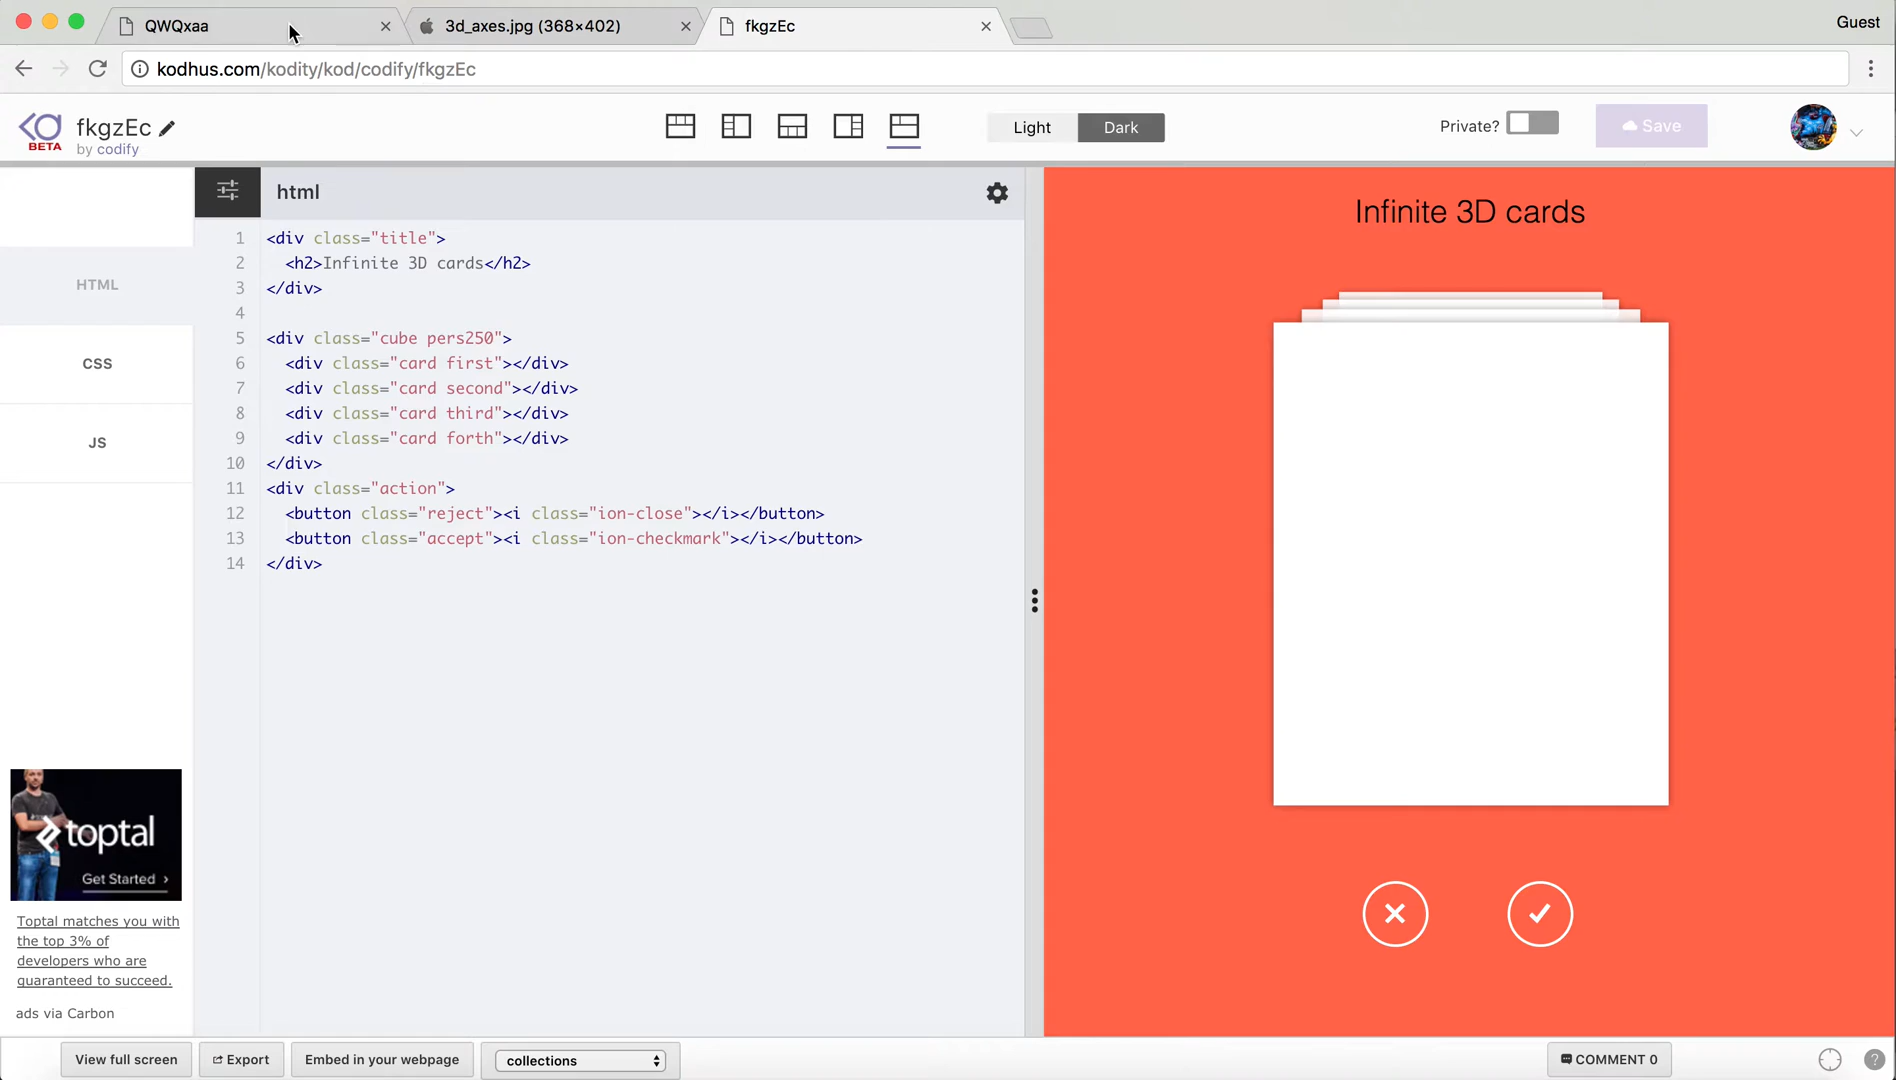 QWQxaa
3d_axes.jpg (368×402)
fkgzEc
Guest
kodhus.com/kodity/kod/codify/fkgzEc
BETA
fkgzEc
by codify
Light
Dark
Private?
Save
HTML
CSS
JS
html
1 <div class="title">
2 <h2>Infinite 3D cards</h2>
3 </div>
4
5 <div class="cube pers250">
6 <div class="card first"></div>
7 <div class="card second"></div>
8 <div class="card third"></div>
9 <div class="card forth"></div>
10 </div>
11 <div class="action">
12 <button class="reject"><i class="ion-close"></i></button>
13 <button class="accept"><i class="ion-checkmark"></i></button>
14 </div>
Infinite 3D cards
toptal
Get Started ›
Toptal matches you with
the top 3% of
developers who are
guaranteed to succeed.
ads via Carbon
View full screen
Export
Embed in your webpage
collections
COMMENT 0
?